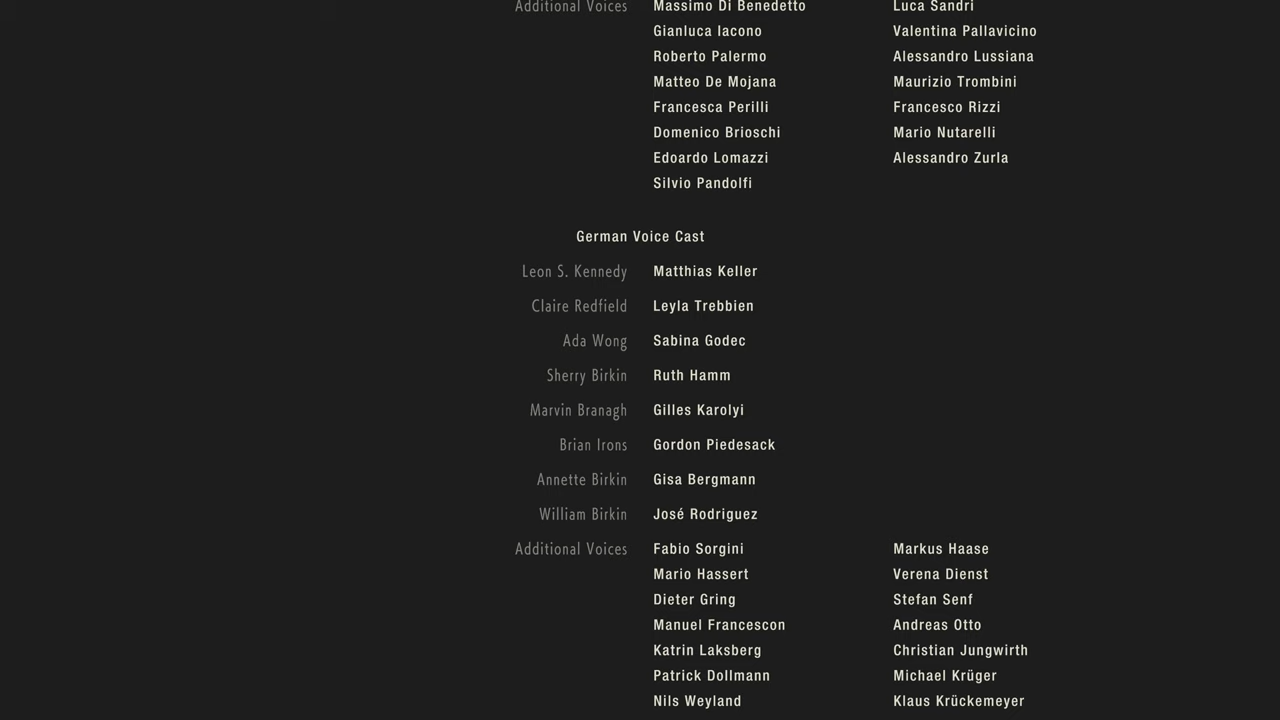 Additional Voices Massimo Di Benedetto Luca Sandri
Gianluca Iacono Valentina Pallavicino
Roberto Palermo Alessandro Lussiana
Matteo De Mojana Maurizio Trombini
Francesca Perilli Francesco Rizzi
Domenico Brioschi Mario Nutarelli
Edoardo Lomazzi Alessandro Zurla
Silvio Pandolfi
German Voice Cast
Leon S. Kennedy Matthias Keller
Claire Redfield Leyla Trebbien
Ada Wong Sabina Godec
Sherry Birkin Ruth Hamm
Marvin Branagh Gilles Karolyi
Brian Irons Gordon Piedesack
Annette Birkin Gisa Bergmann
William Birkin José Rodriguez
Additional Voices Fabio Sorgini Markus Haase
Mario Hassert Verena Dienst
Dieter Gring Stefan Senf
Manuel Francescon Andreas Otto
Katrin Laksberg Christian Jungwirth
Patrick Dollmann Michael Krüger
Nils Weyland Klaus Krückemeyer